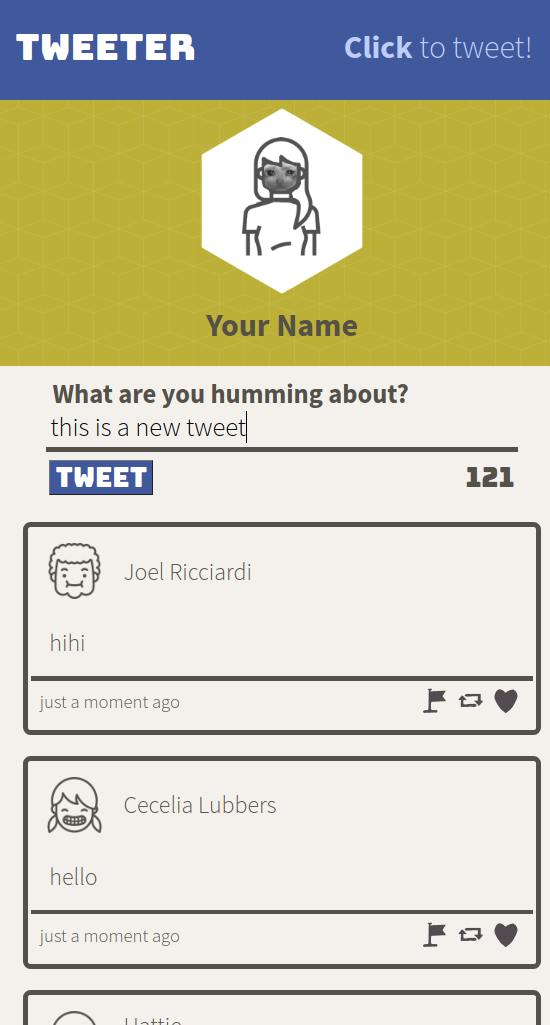 TWEETER
Click to tweet!
Your Name
What are you humming about?
this is a new tweet
TWEET
121
Joel Ricciardi
hihi
just a moment ago
Cecelia Lubbers
hello
just a moment ago
Hattie